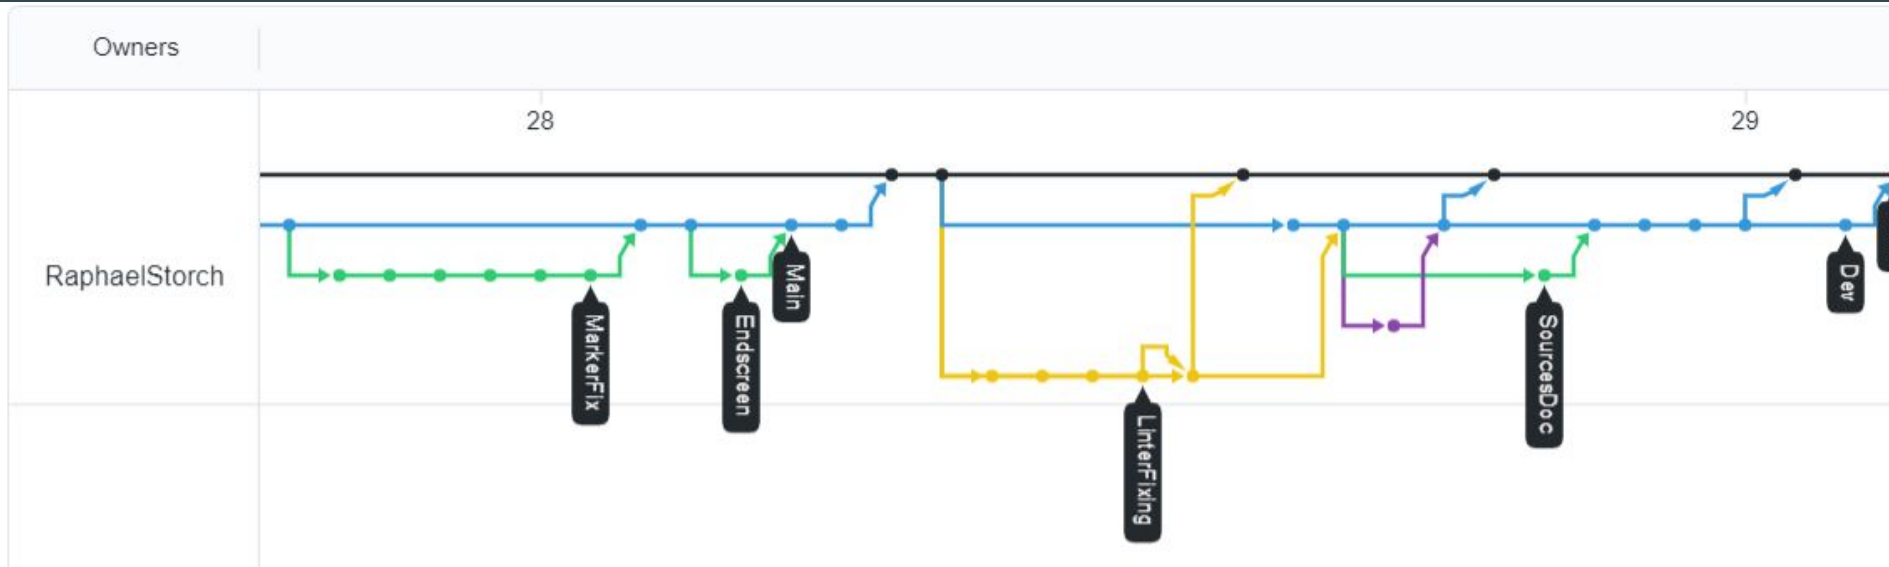 Owners
28
29
RaphaelStorch
MarkerFix
Endscreen
Main
LinterFixing
SourcesDoc
Dev